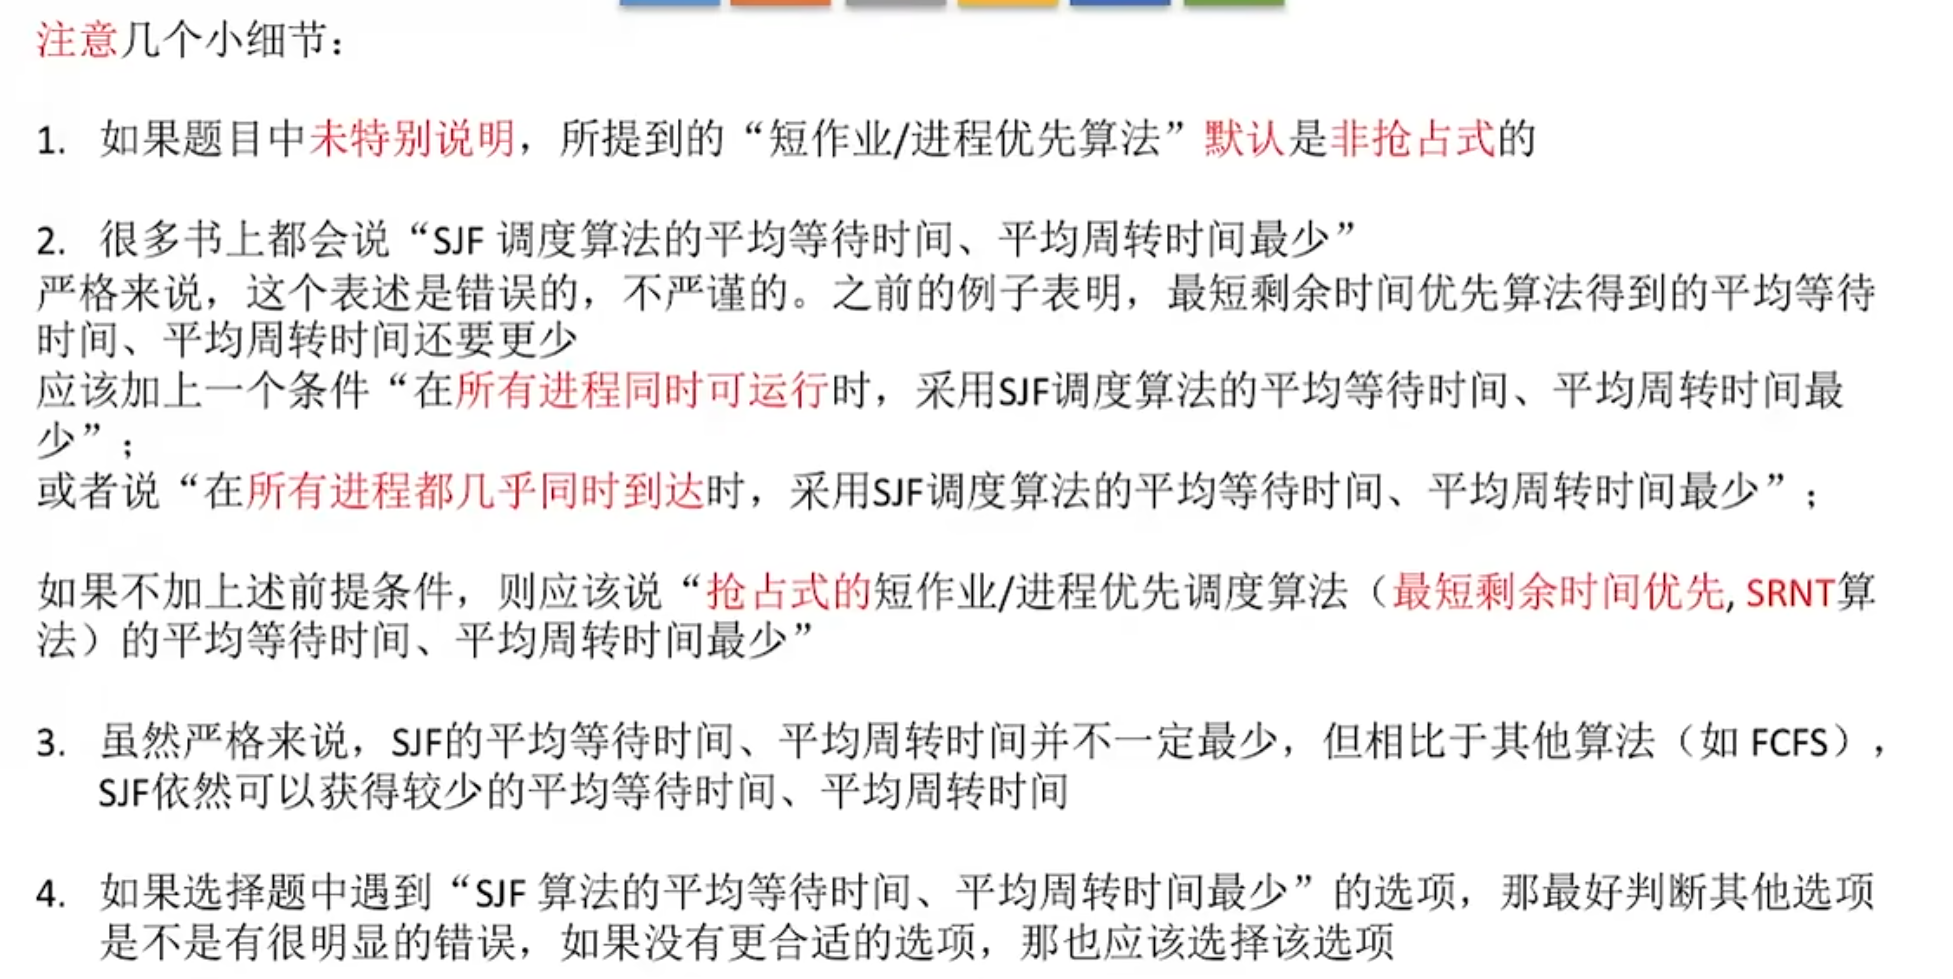 注意几个小细节：
1. 如果题目中未特别说明，所提到的“短作业/进程优先算法”默认是非抢占式的
2. 很多书上都会说“SJF 调度算法的平均等待时间、平均周转时间最少”
严格来说，这个表述是错误的，不严谨的。之前的例子表明，最短剩余时间优先算法得到的平均等待
时间、平均周转时间还要更少
应该加上一个条件“在所有进程同时可运行时，采用SJF调度算法的平均等待时间、平均周转时间最
少”；
或者说“在所有进程都几乎同时到达时，采用SJF调度算法的平均等待时间、平均周转时间最少”；
如果不加上述前提条件，则应该说“抢占式的短作业/进程优先调度算法（最短剩余时间优先, SRNT算
法）的平均等待时间、平均周转时间最少”
3. 虽然严格来说，SJF的平均等待时间、平均周转时间并不一定最少，但相比于其他算法（如 FCFS），
SJF依然可以获得较少的平均等待时间、平均周转时间
4. 如果选择题中遇到“SJF 算法的平均等待时间、平均周转时间最少”的选项，那最好判断其他选项
是不是有很明显的错误，如果没有更合适的选项，那也应该选择该选项